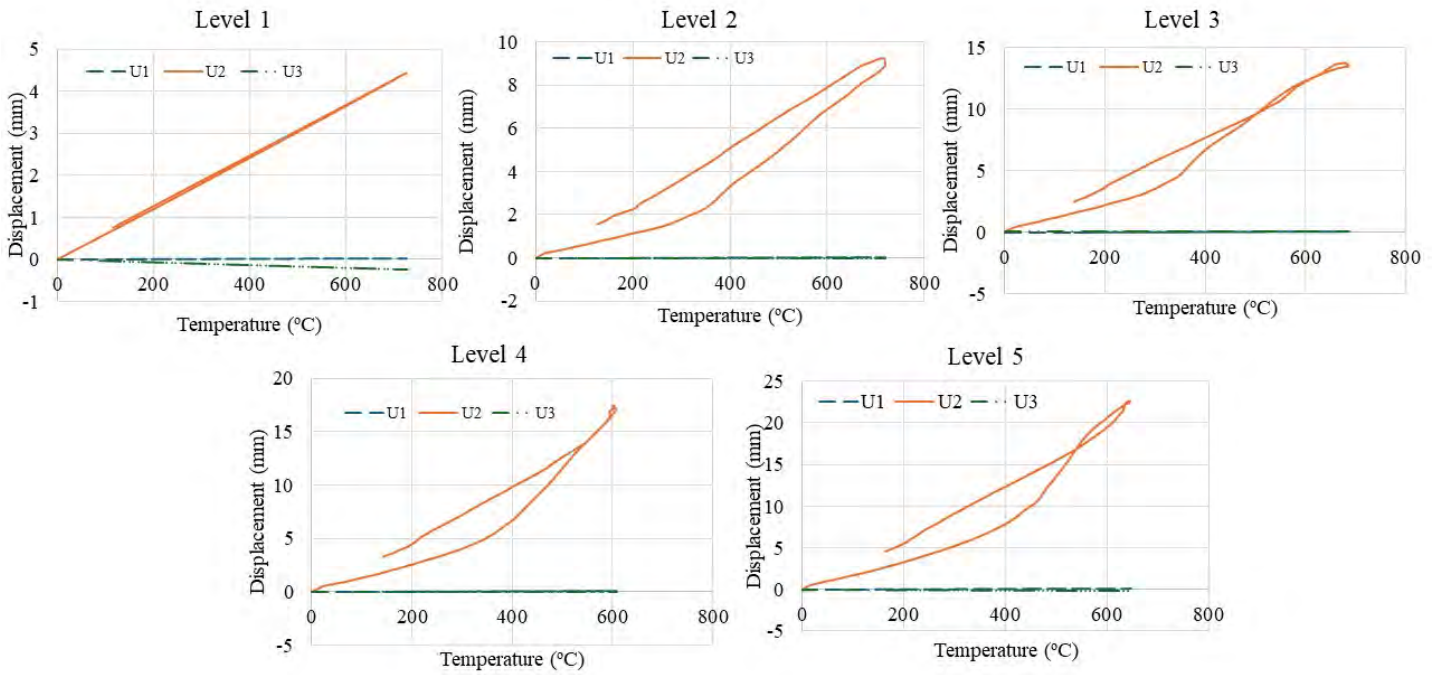 Level 1
Level 2
Level 3
5
4
3
2
1
0
-1
U1 U2 U3
0 200 400 600 800
Displacement (mm)
Temperature (ºC)
10
8
6
4
2
0
-2
U1 U2 U3
0 200 400 600 800
Displacement (mm)
Temperature (ºC)
15
10
5
0
-5
U1 U2 U3
0 200 400 600 800
Displacement (mm)
Temperature (ºC)
Level 4
Level 5
20
15
10
5
0
-5
U1 U2 U3
0 200 400 600 800
Displacement (mm)
Temperature (ºC)
25
20
15
10
5
0
-5
U1 U2 U3
0 200 400 600 800
Displacement (mm)
Temperature (ºC)